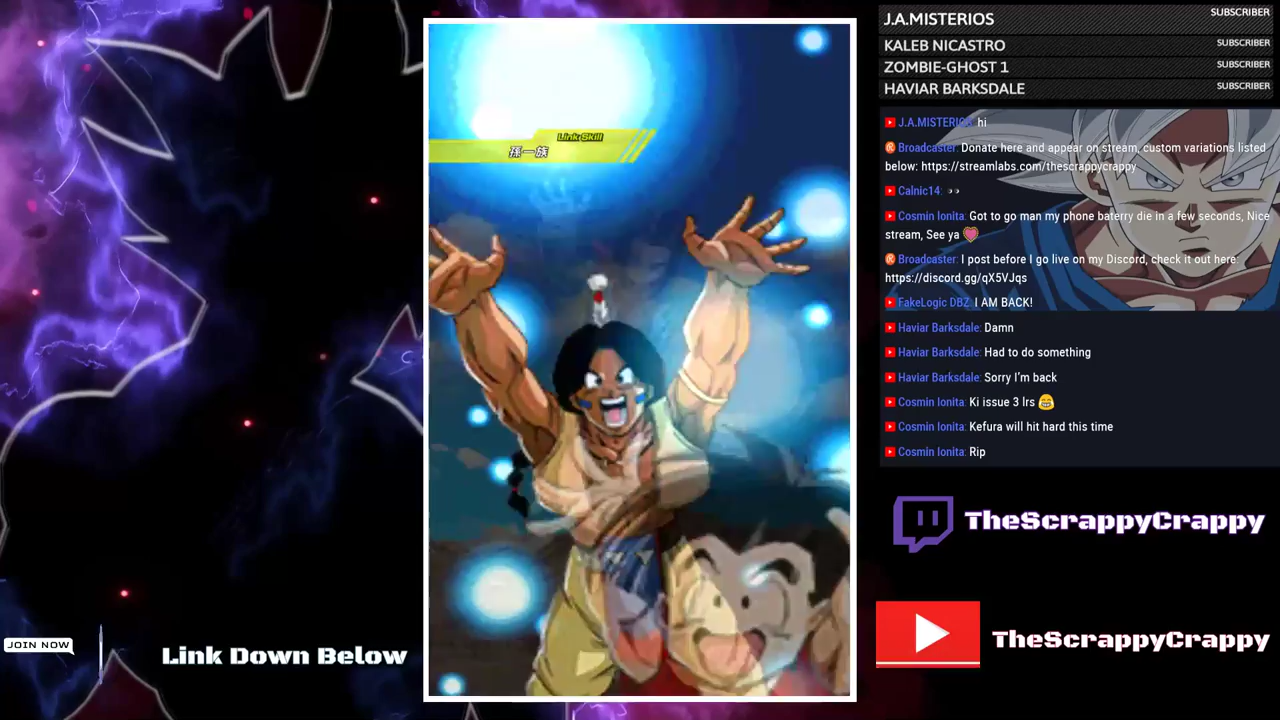 J.A.MISTERIOS SUBSCRIBER
KALEB NICASTRO SUBSCRIBER
ZOMBIE-GHOST 1 SUBSCRIBER
HAVIAR BARKSDALE SUBSCRIBER
J.A.MISTERIOS: hi
Broadcaster: Donate here and appear on stream, custom variations listed
below: https://streamlabs.com/thescrappycrappy
Calnic14: 👀
Cosmin Ionita: Got to go man my phone baterry die in a few seconds, Nice
stream, See ya 💗
Broadcaster: I post before I go live on my Discord, check it out here:
https://discord.gg/qX5VJqs
FakeLogic DBZ: I AM BACK!
Haviar Barksdale: Damn
Haviar Barksdale: Had to do something
Haviar Barksdale: Sorry I'm back
Cosmin Ionita: Ki issue 3 lrs 😂
Cosmin Ionita: Kefura will hit hard this time
Cosmin Ionita: Rip
Link Skill
孫一族
TheScrappyCrappy
TheScrappyCrappy
JOIN NOW
Link Down Below